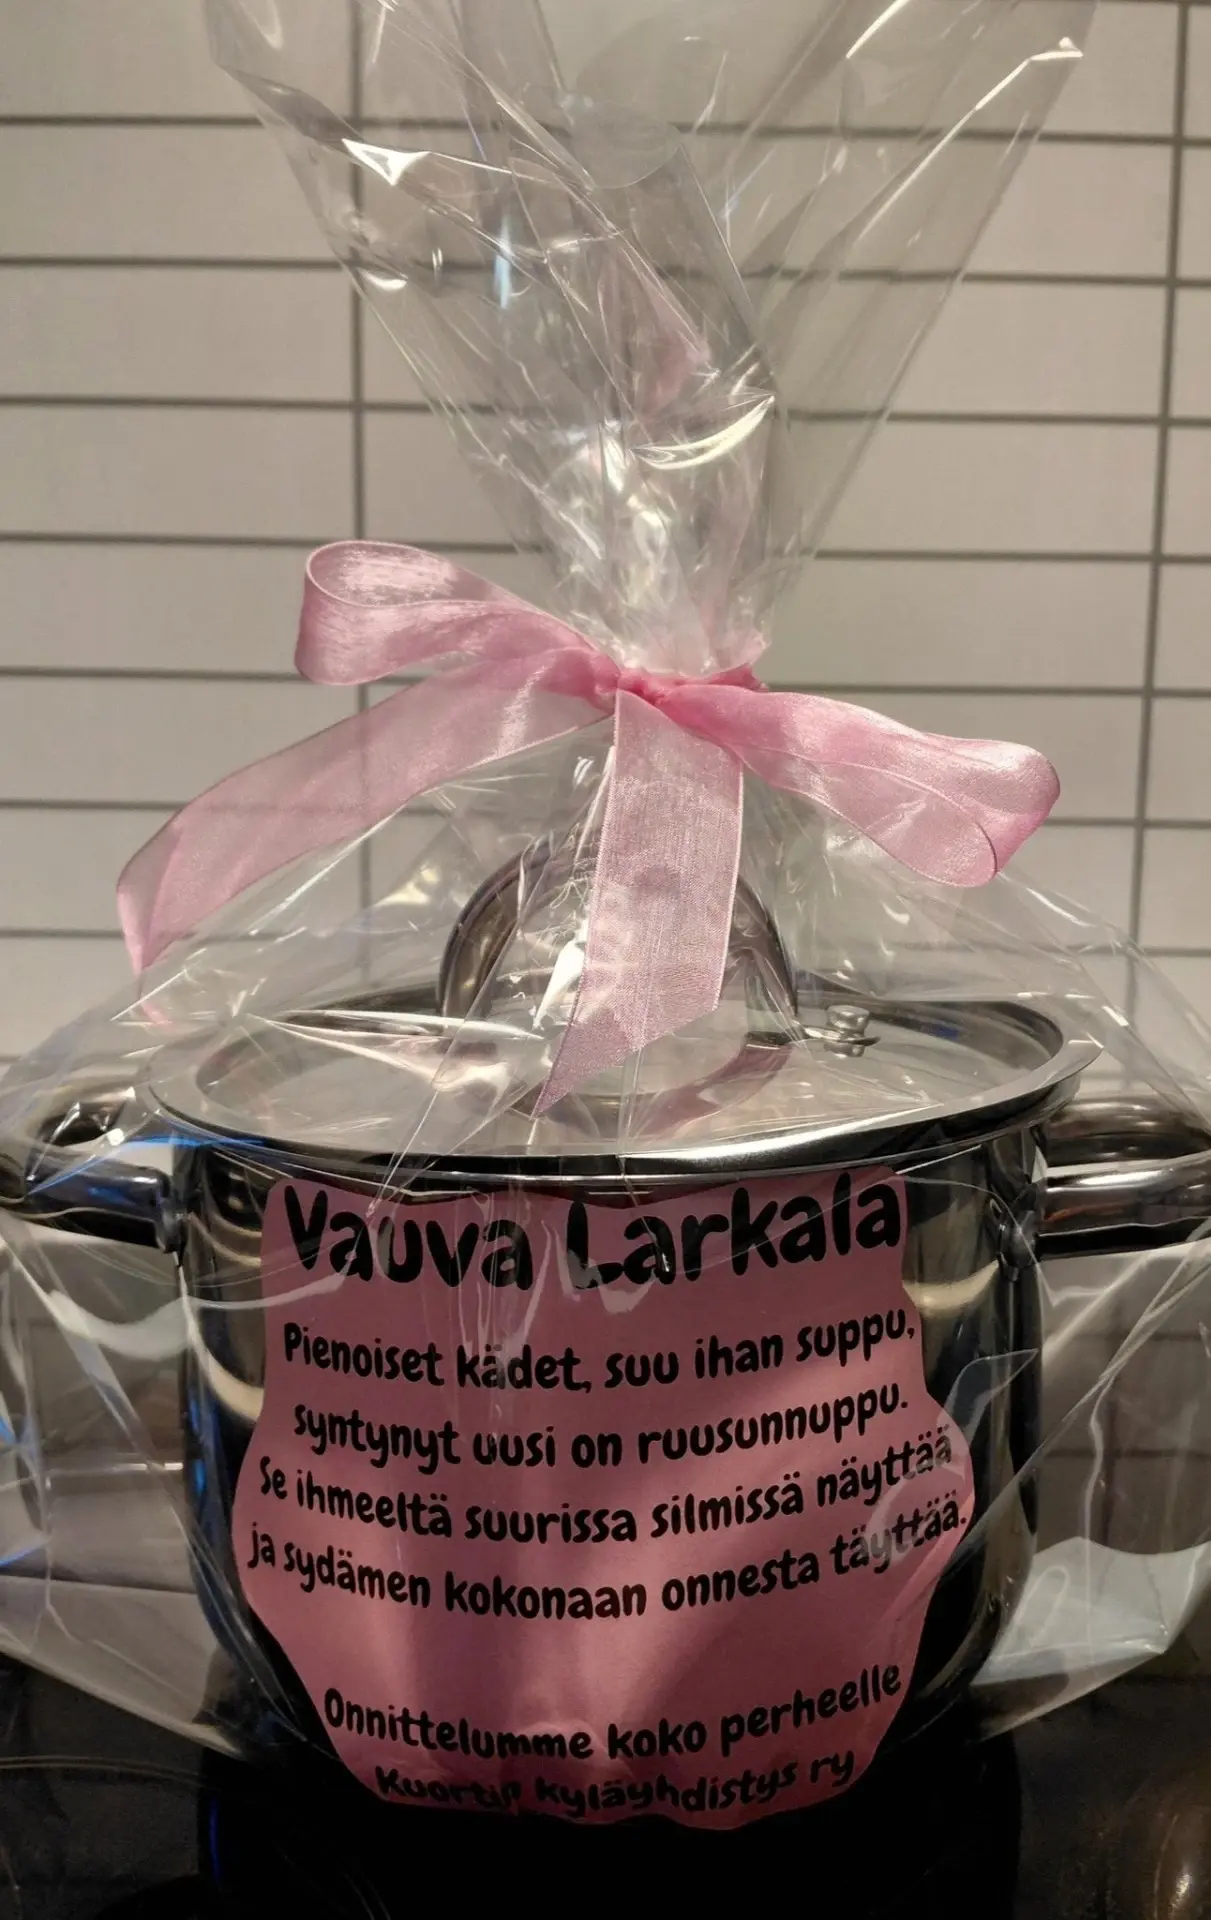 Vauva Larkala
Pienoiset kädet, suu ihan suppu,
syntynyt uusi on ruusunnuppu.
Se ihmeeltä suurissa silmissä näyttää
ja sydämen kokonaan onnesta täyttää.
Onnittelumme koko perheelle
kyläyhdistys ry